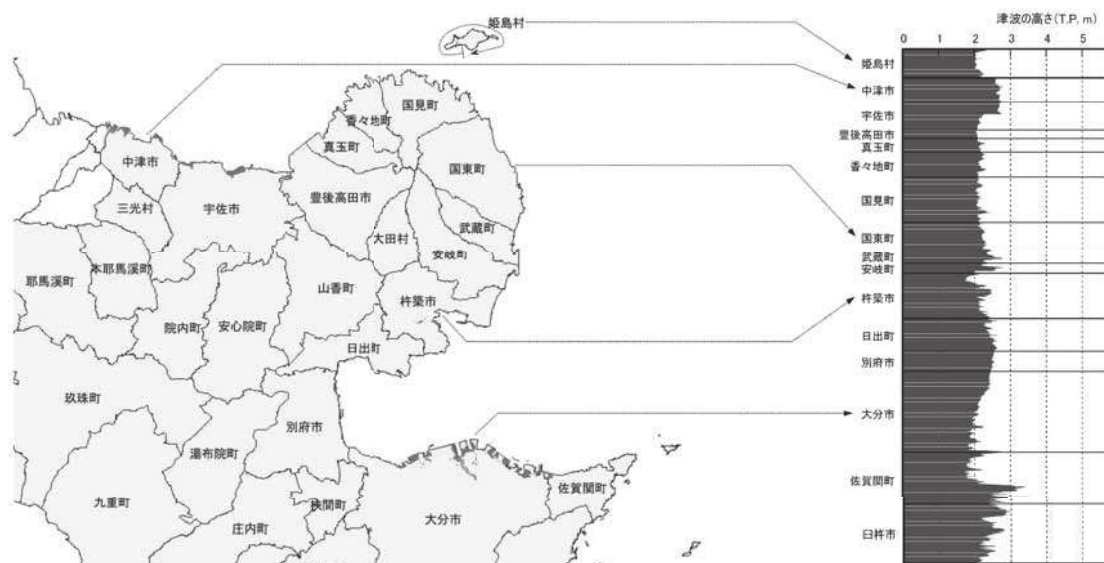 姫島村
国見町
香々地町
真玉町
国東町
中津市
豊後高田市
三光村
宇佐市
武蔵町
大田村
安岐町
耶馬溪町
本耶馬溪町
山香町
杵築市
院内町
安心院町
日出町
玖珠町
別府市
湯布院町
九重町
挾間町
佐賀関町
大分市
庄内町
津波の高さ(T.P. m)
0 1 2 3 4 5
姫島村
中津市
宇佐市
豊後高田市
真玉町
香々地町
国見町
国東町
武蔵町
安岐町
杵築市
日出町
別府市
大分市
佐賀関町
臼杵市